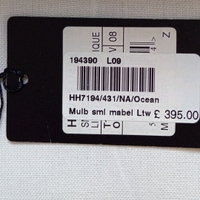 IQUE
V 08
194390 L09
HH7194/431/NA/Ocean
Mulb sml mabel Ltw £ 395.00